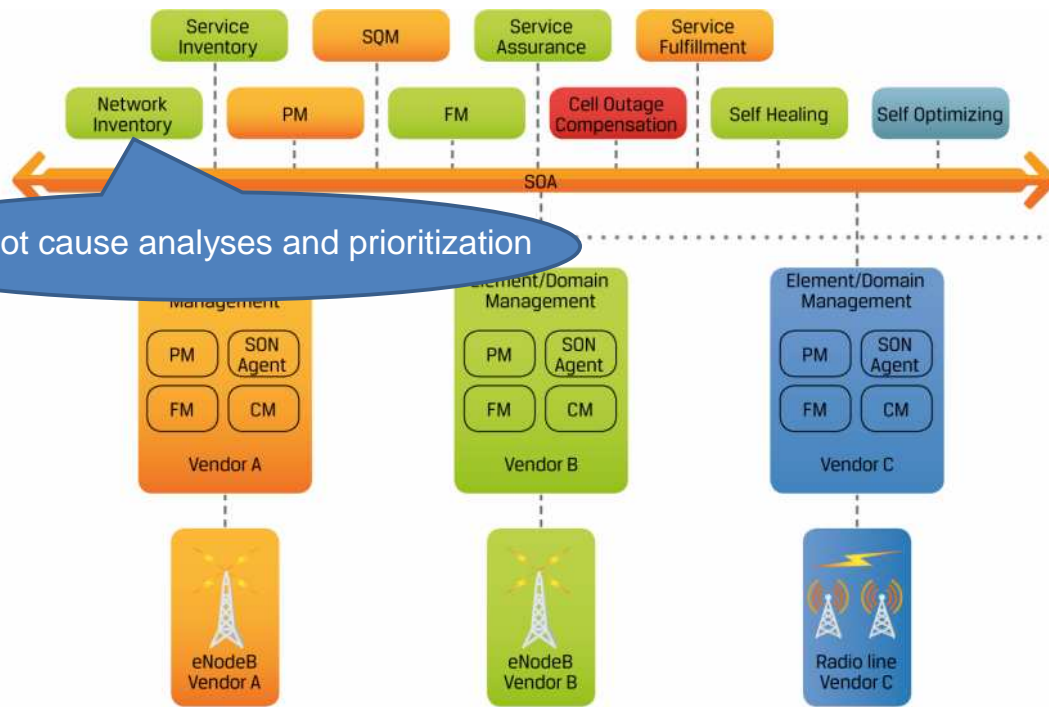 Service
Inventory
SQM
Service
Assurance
Service
Fulfillment
Network
Inventory
PM
FM
Cell Outage
Compensation
Self Healing
Self Optimizing
SOA
cause analyses and prioritization
Management
PM
SON
Agent
FM
CM
Vendor A
Element/Domain
Management
PM
SON
Agent
FM
CM
Vendor B
Element/Domain
Management
PM
SON
Agent
FM
CM
Vendor C
eNodeB
Vendor A
eNodeB
Vendor B
Radio line
Vendor C